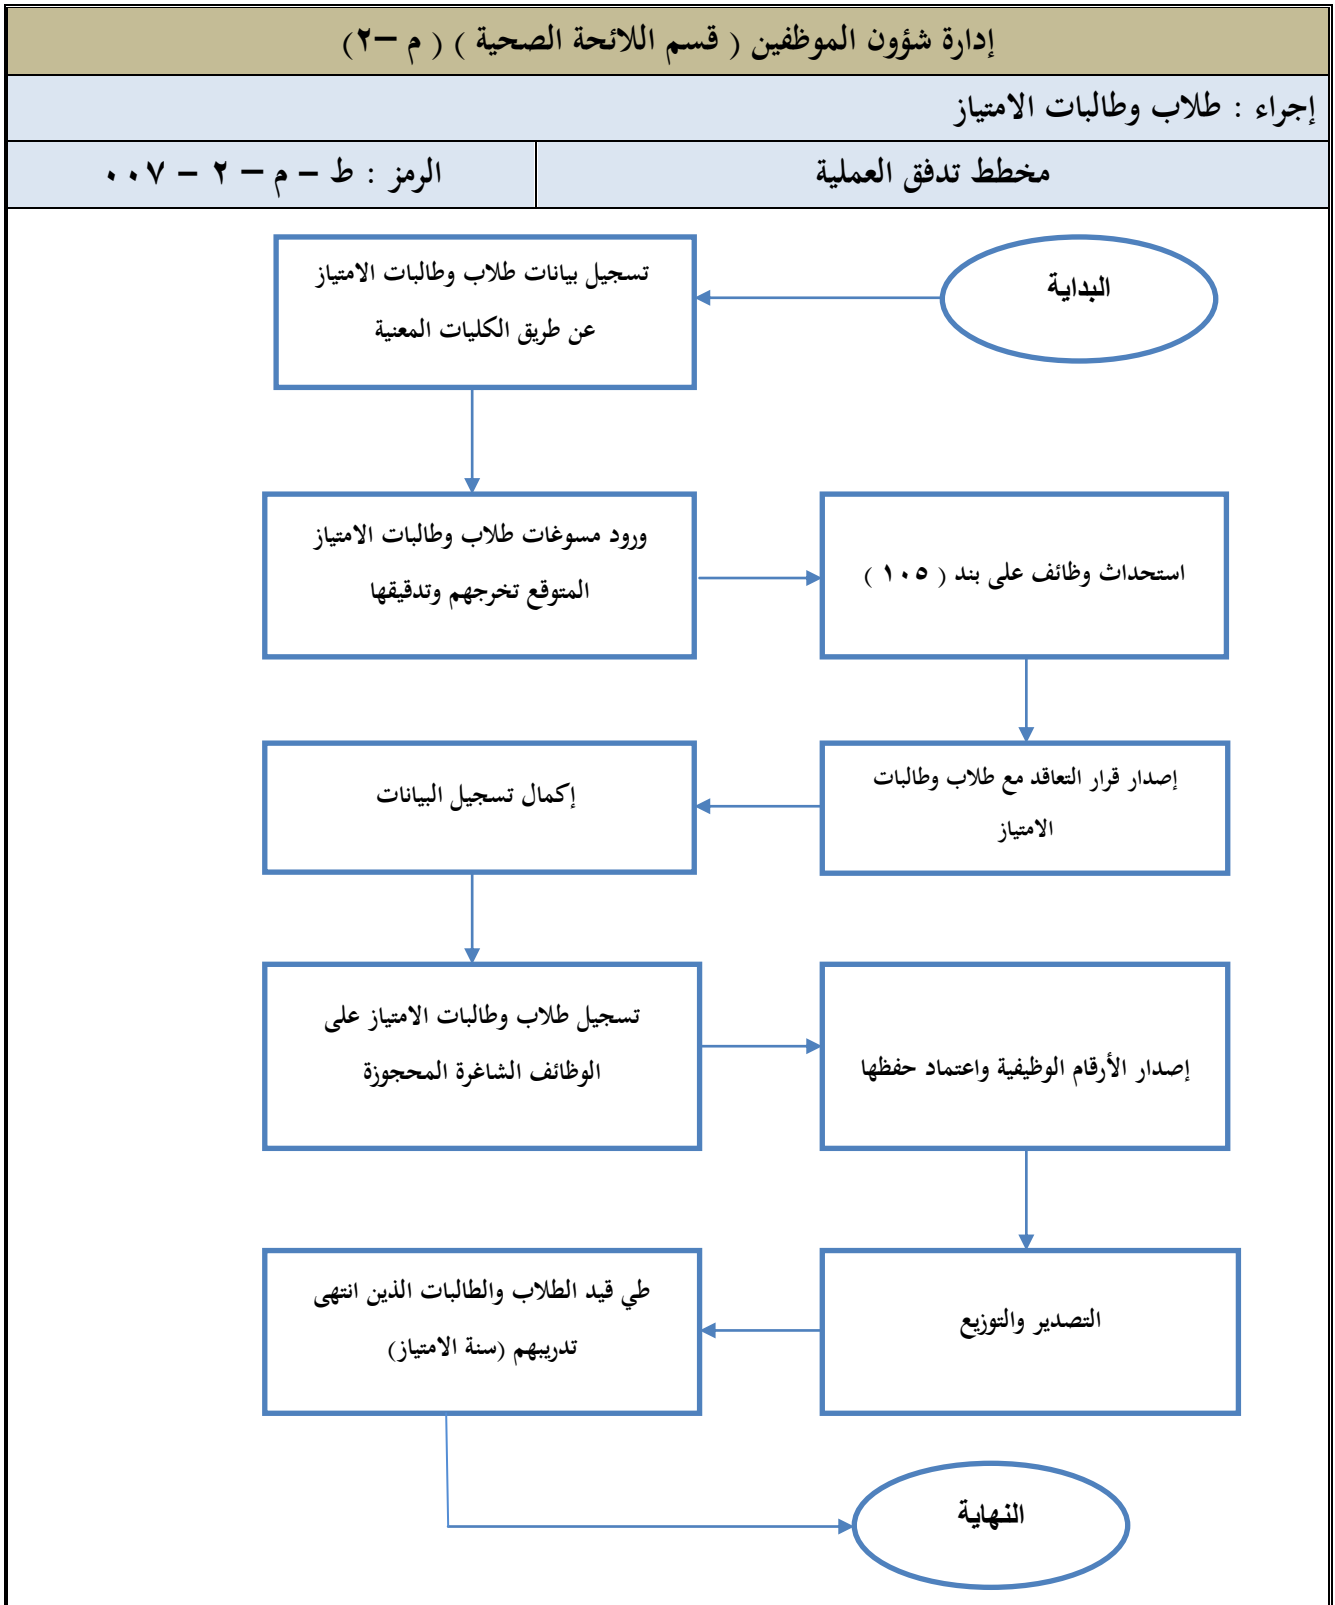 إدارة شؤون الموظفين ( قسم اللائحة الصحية ) ( م –٢)
إجراء : طلاب وطالبات الامتياز
مخطط تدفق العملية
الرمز : ط – م – ٢ – ٠٠٧
البداية
تسجيل بيانات طلاب وطالبات الامتياز
عن طريق الكليات المعنية
ورود مسوغات طلاب وطالبات الامتياز
المتوقع تخرجهم وتدقيقها
استحداث وظائف على بند ( ١٠٥ )
إصدار قرار التعاقد مع طلاب وطالبات
الامتياز
إكمال تسجيل البيانات
تسجيل طلاب وطالبات الامتياز على
الوظائف الشاغرة المحجوزة
إصدار الأرقام الوظيفية واعتماد حفظها
التصدير والتوزيع
طي قيد الطلاب والطالبات الذين انتهى
تدريبهم (سنة الامتياز)
النهاية